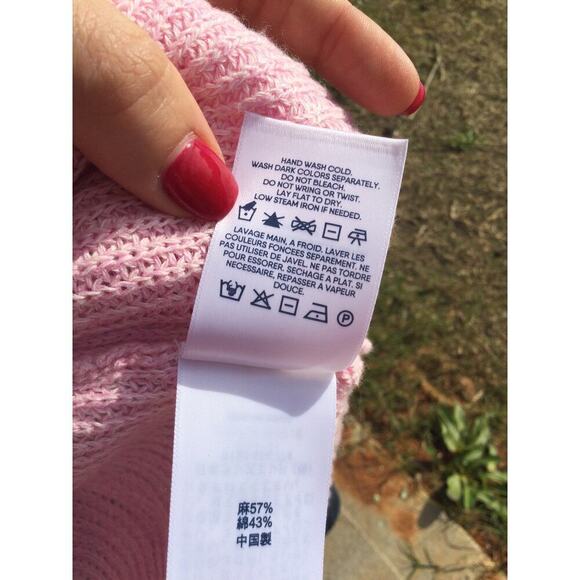 HAND WASH COLD.
WASH DARK COLORS SEPARATELY.
DO NOT BLEACH.
DO NOT WRING OR TWIST.
LAY FLAT TO DRY.
LOW STEAM IRON IF NEEDED.
LAVAGE MAIN, A FROID. LAVER LES
COULEURS FONCEES SEPAREMENT. NE
PAS UTILISER DE JAVEL. NE PAS TORDRE
POUR ESSORER. SECHAGE A PLAT. SI
NECESSAIRE, REPASSER A VAPEUR
DOUCE.
P
麻57%
綿43%
中国製